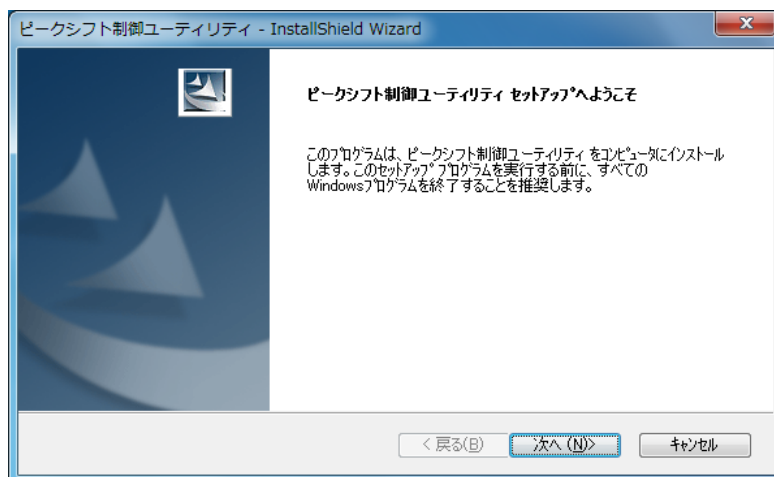 ピークシフト制御ユーティリティ - InstallShield Wizard
ピークシフト制御ユーティリティ セットアップへようこそ
このプログラムは、ピークシフト制御ユーティリティ をコンピュータにインストール
します。このセットアップ プログラムを実行する前に、すべての
Windowsプログラムを終了することを推奨します。
< 戻る(B)
次へ (N)>
キャンセル